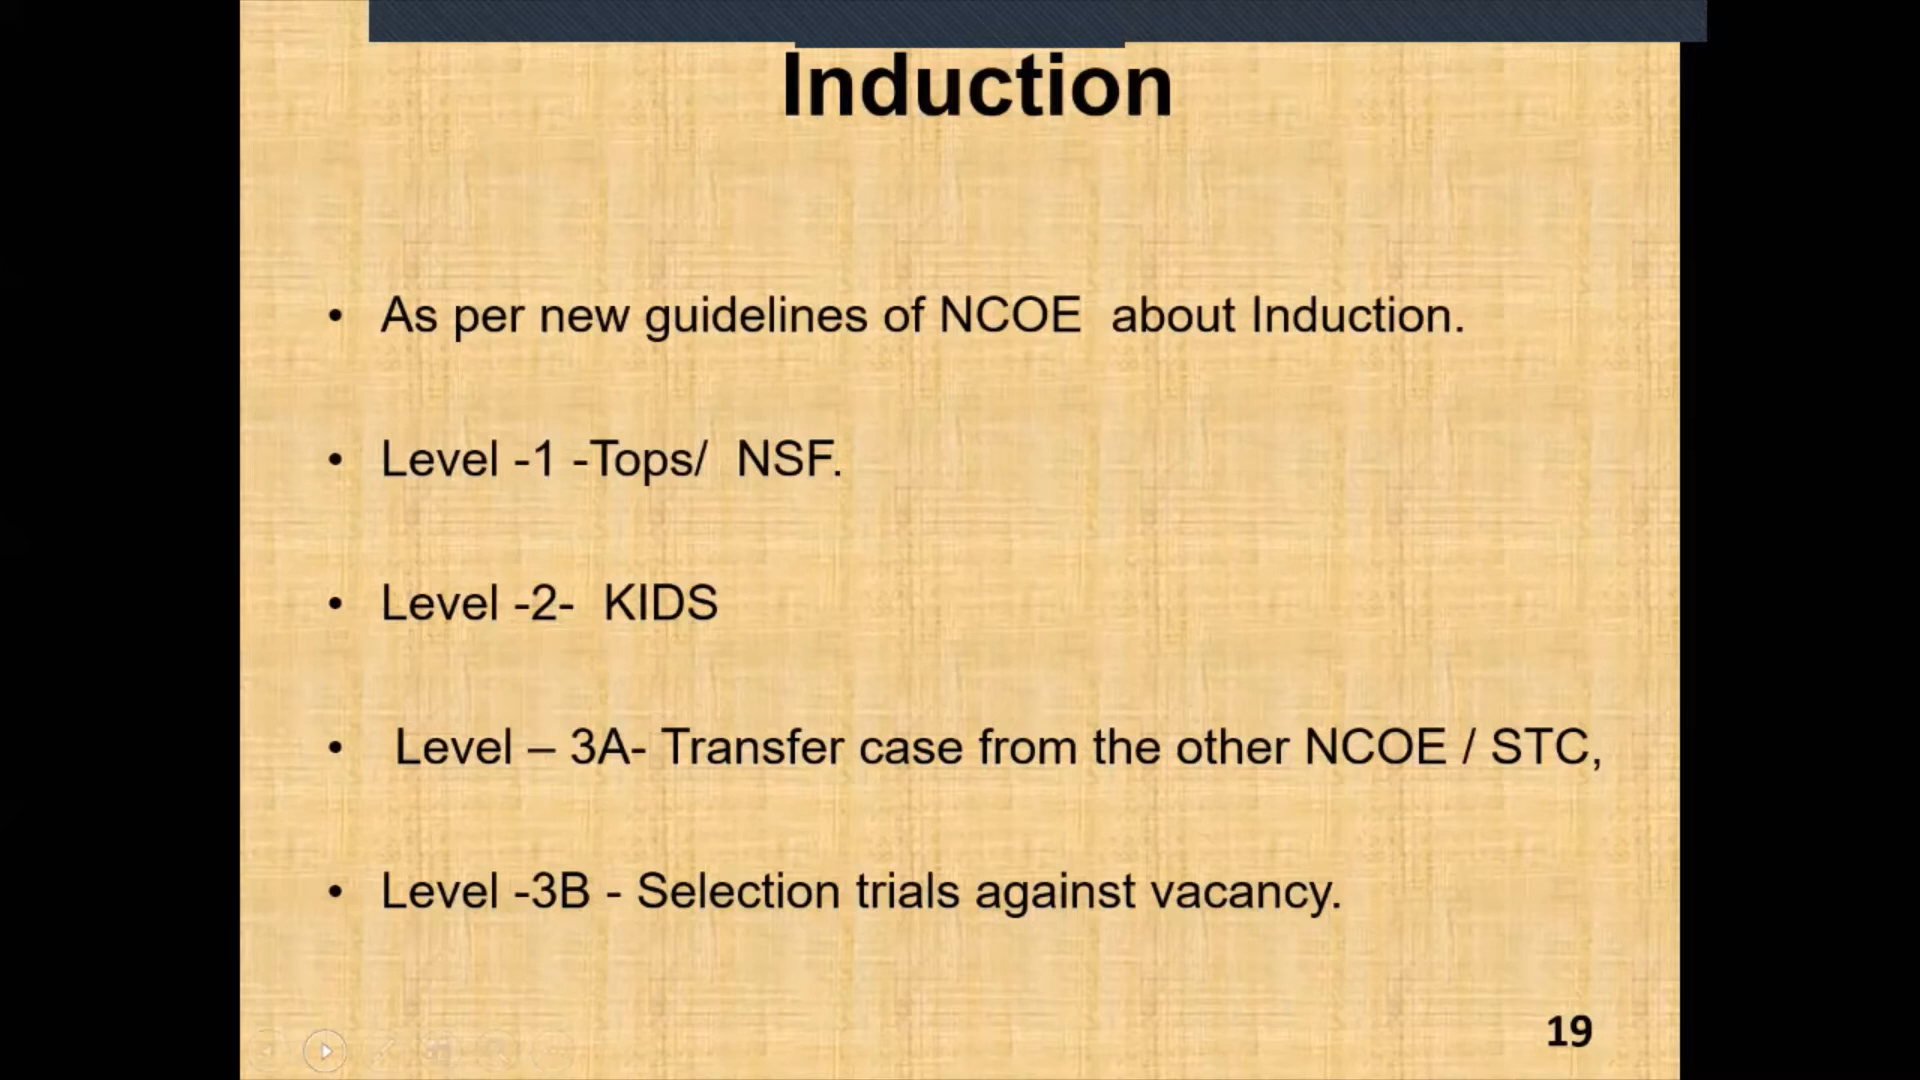 Induction
• As per new guidelines of NCOE  about Induction.
• Level -1 -Tops/  NSF.
• Level -2-  KIDS
• Level – 3A- Transfer case from the other NCOE / STC,
• Level -3B - Selection trials against vacancy.
19